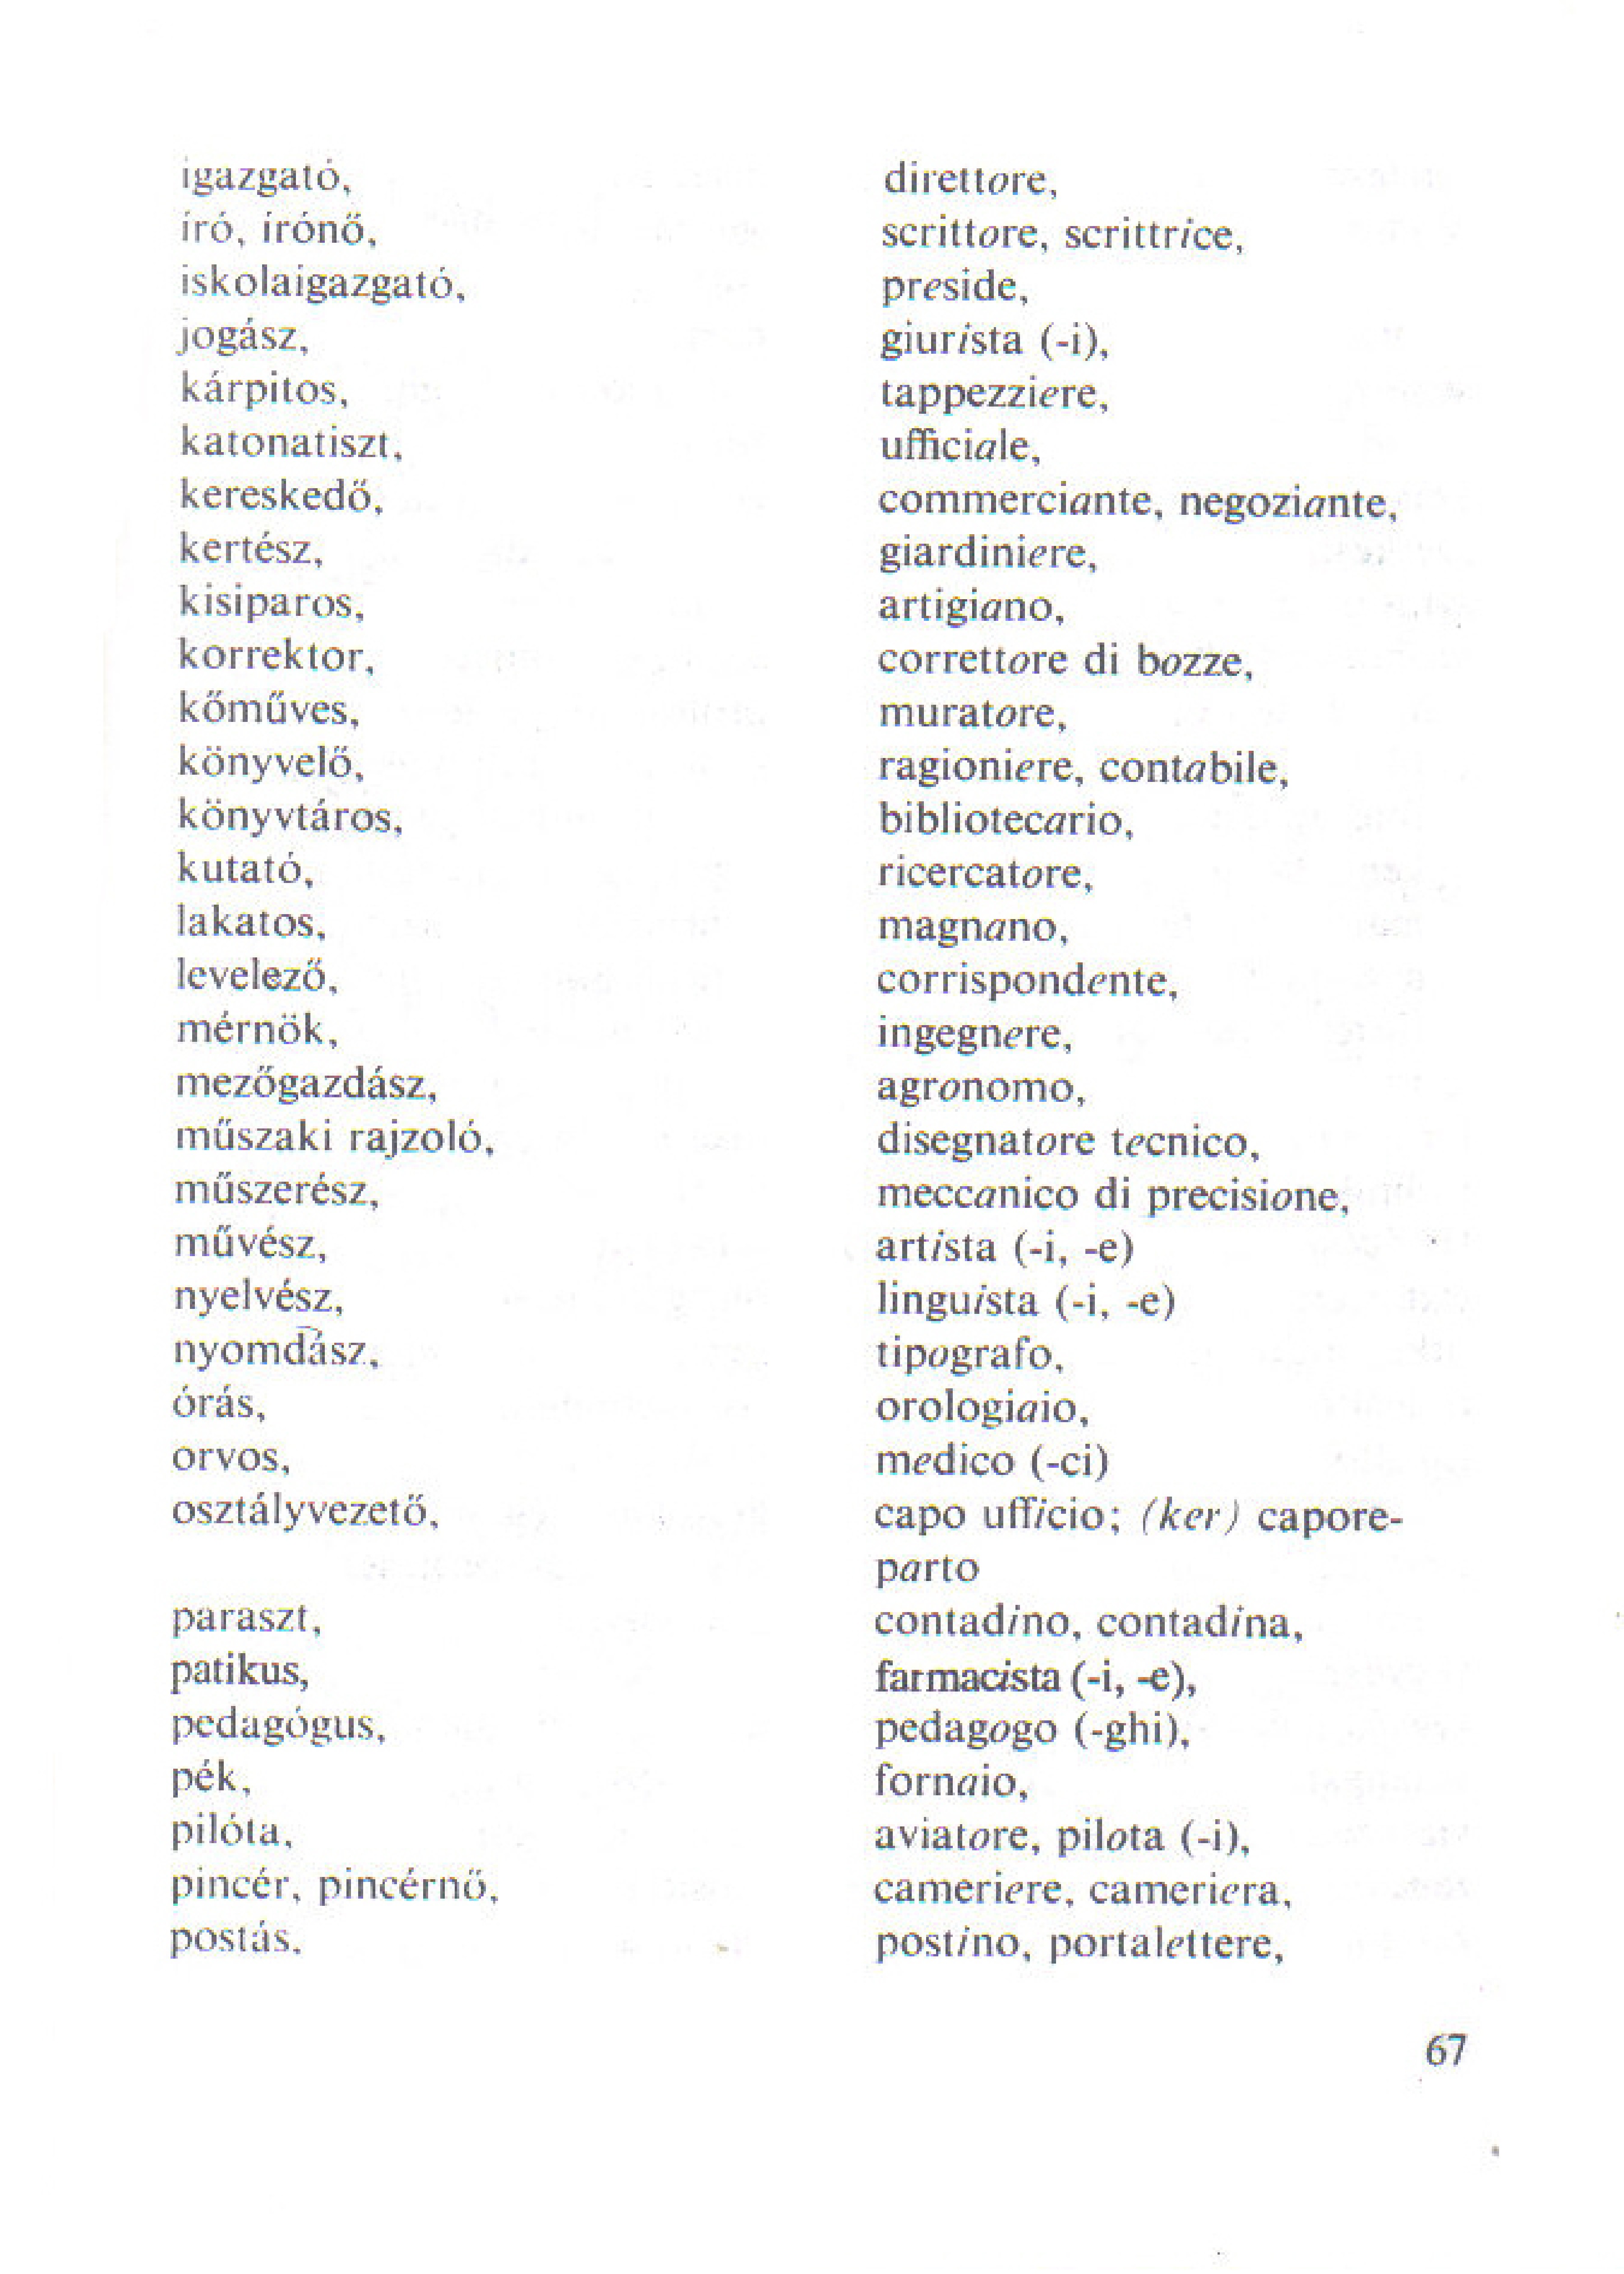 igazgató, direttore,
író, írónő, scrittore, scrittrice,
iskolaigazgató, preside,
jogász, giurista (-i),
kárpitos, tappezziere,
katonatiszt, ufficiale,
kereskedő, commerciante, negoziante,
kertész, giardiniere,
kisiparos, artigiano,
korrektor, correttore di bozze,
kőműves, muratore,
könyvelő, ragioniere, contabile,
könyvtáros, bibliotecario,
kutató, ricercatore,
lakatos, magnano,
levelező, corrispondente,
mérnök, ingegnere,
mezőgazdász, agronomo,
műszaki rajzoló, disegnatore tecnico,
műszerész, meccanico di precisione,
művész, artista (-i, -e)
nyelvész, linguista (-i, -e)
nyomdász, tipografo,
órás, orologiaio,
orvos, medico (-ci)
osztályvezető, capo ufficio; (ker) capore-
parto
paraszt, contadino, contadina,
patikus, farmacista (-i, -e),
pedagógus, pedagogo (-ghi),
pék, fornaio,
pilóta, aviatore, pilota (-i),
pincér, pincérnő, cameriere, cameriera,
postás, postino, portalettere,
67